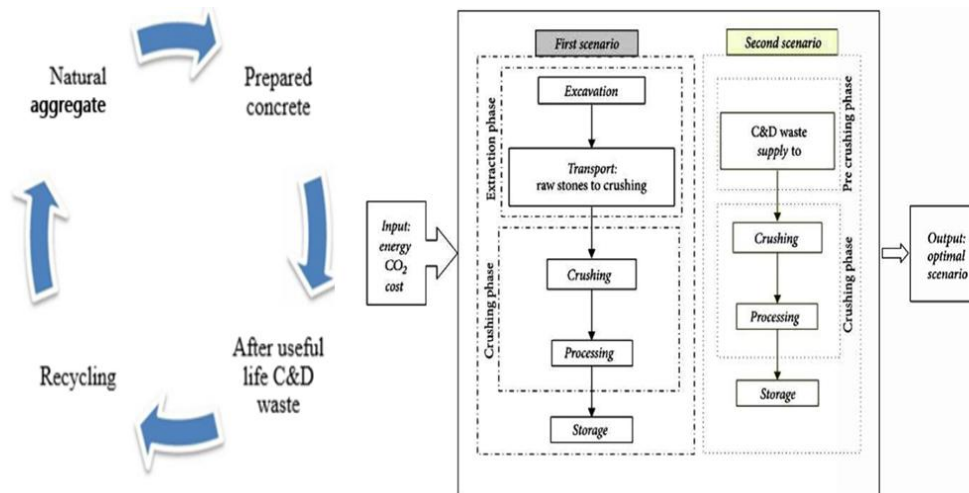 Natural
aggregate
Prepared
concrete
After useful
life C&D
waste
Recycling
Input:
energy
CO₂
cost
First scenario
Extraction phase
Excavation
Transport:
raw stones to crushing
Crushing phase
Crushing
Processing
Storage
Second scenario
Pre crushing phase
C&D waste
supply to
Crushing phase
Crushing
Processing
Storage
Output:
optimal
scenario